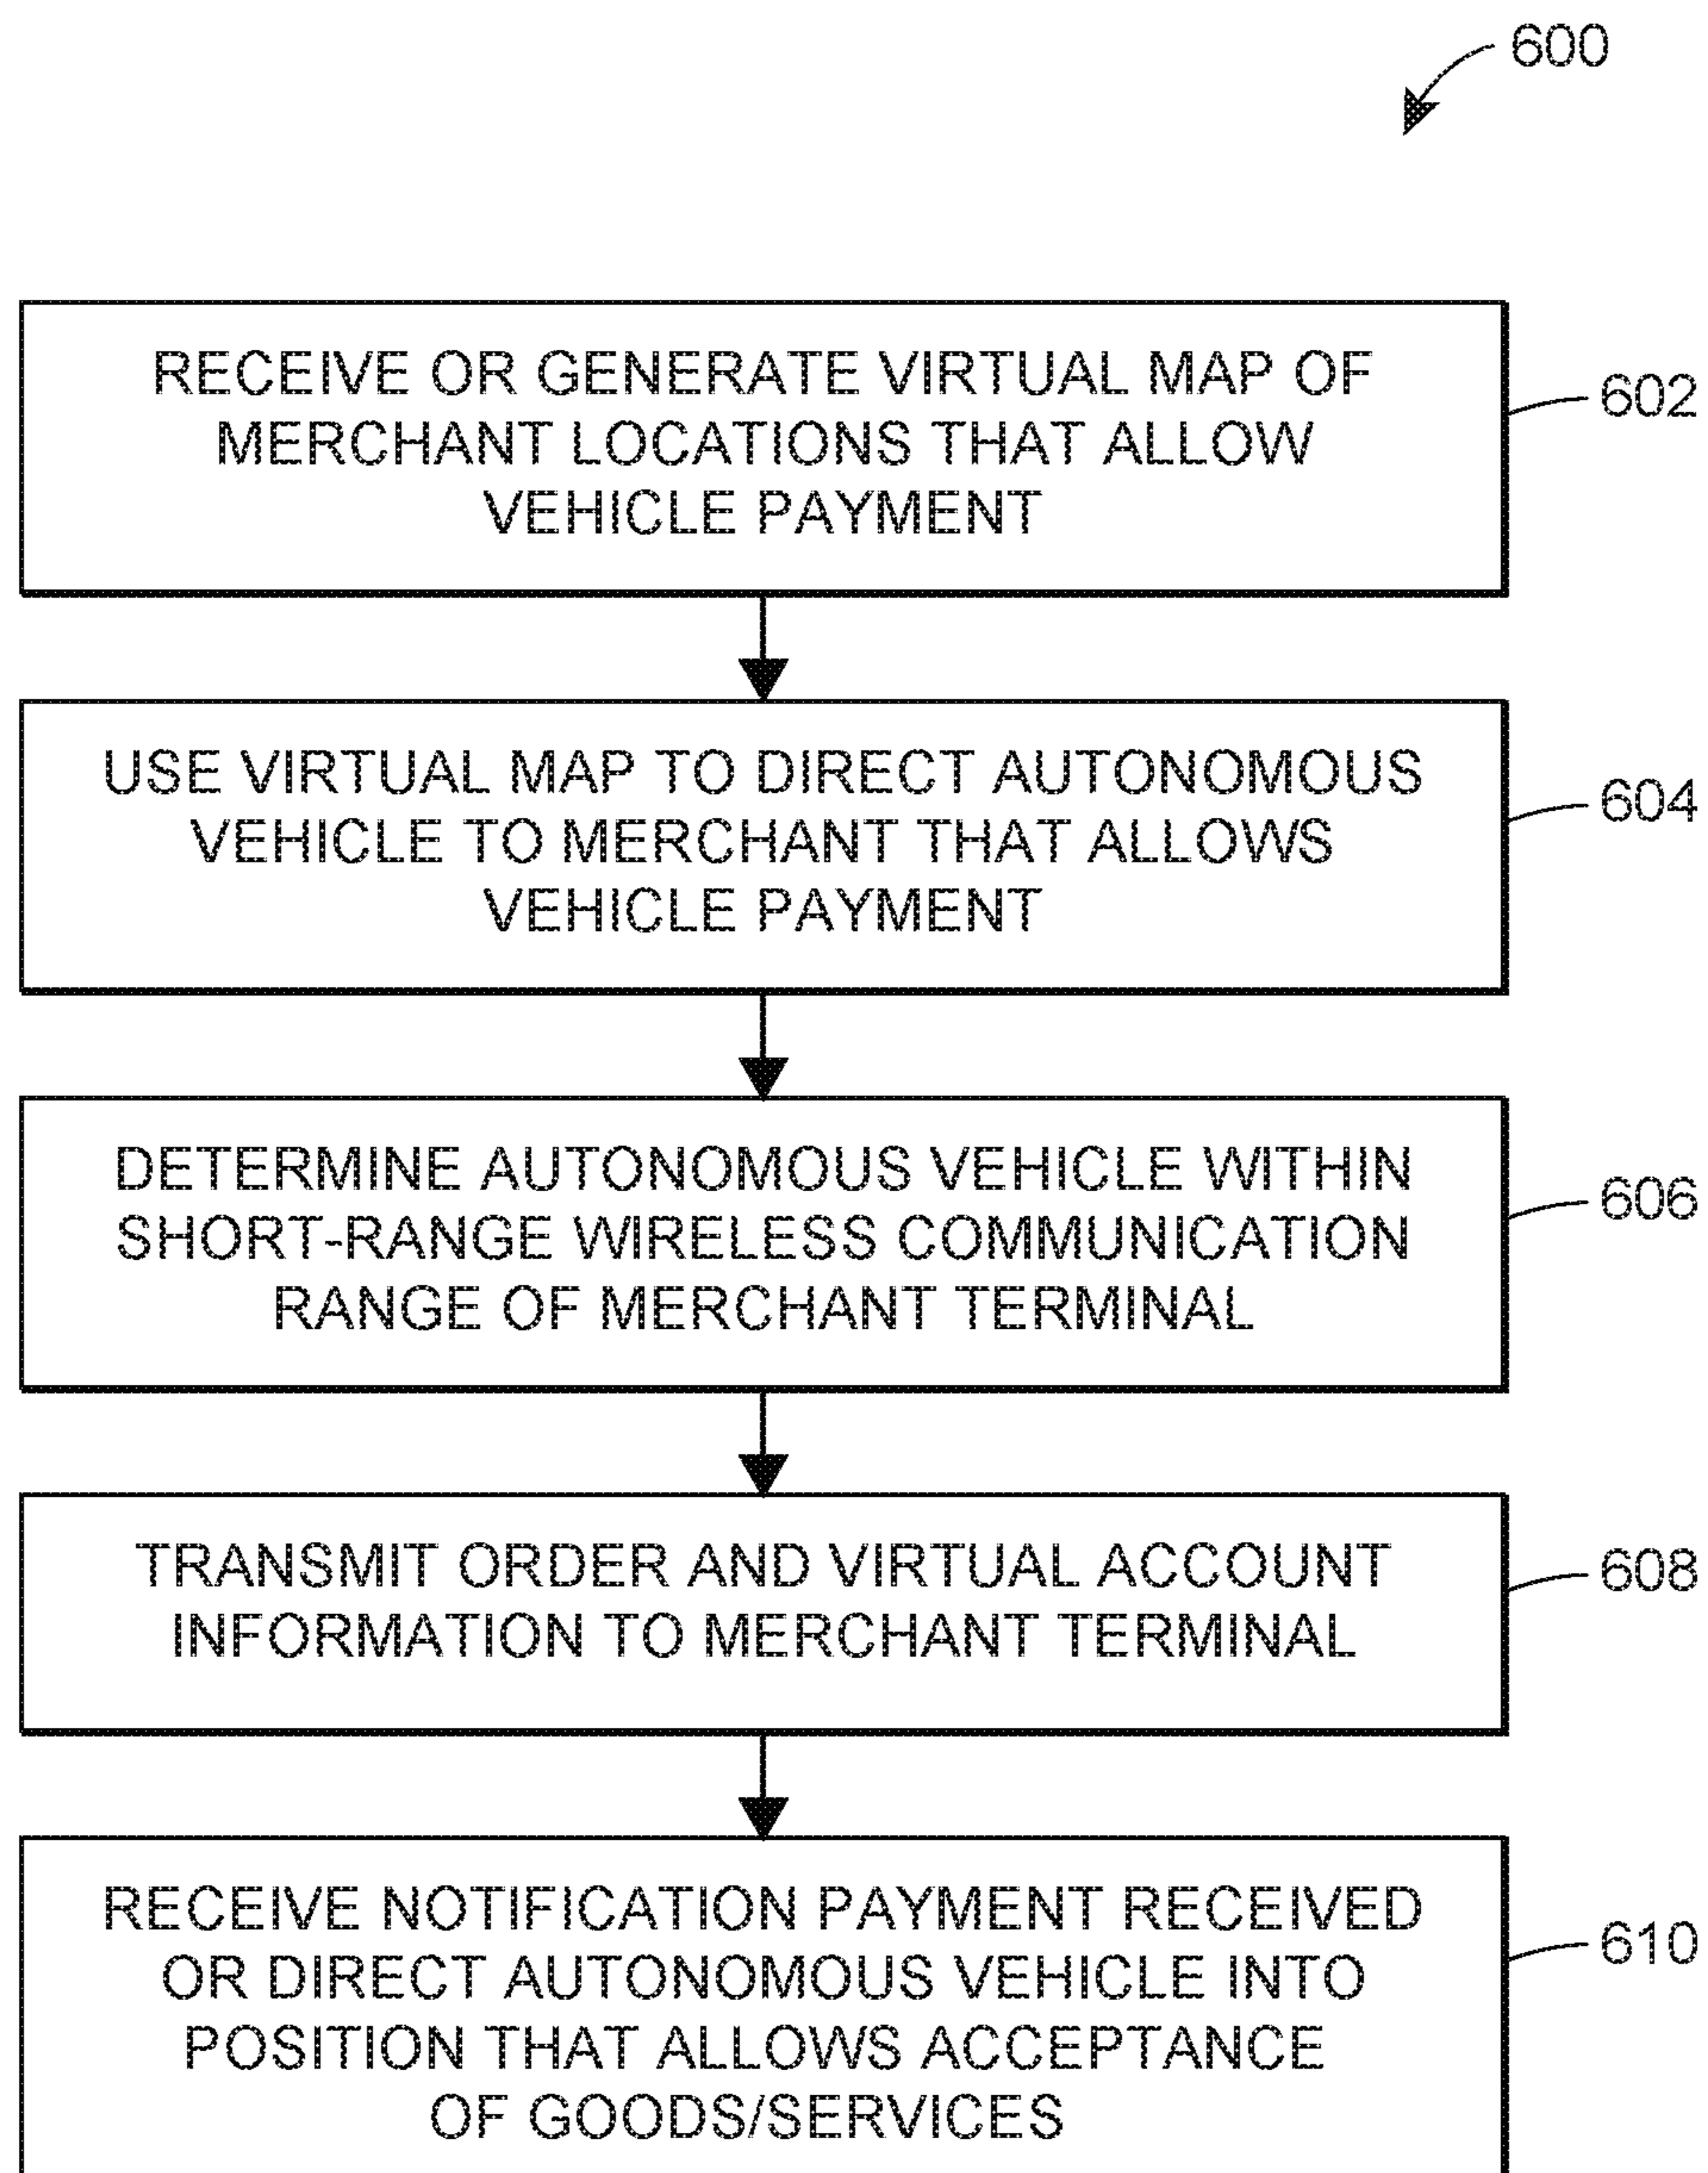 600
RECEIVE OR GENERATE VIRTUAL MAP OF
MERCHANT LOCATIONS THAT ALLOW
VEHICLE PAYMENT
602
USE VIRTUAL MAP TO DIRECT AUTONOMOUS
VEHICLE TO MERCHANT THAT ALLOWS
VEHICLE PAYMENT
604
DETERMINE AUTONOMOUS VEHICLE WITHIN
SHORT-RANGE WIRELESS COMMUNICATION
RANGE OF MERCHANT TERMINAL
606
TRANSMIT ORDER AND VIRTUAL ACCOUNT
INFORMATION TO MERCHANT TERMINAL
608
RECEIVE NOTIFICATION PAYMENT RECEIVED
OR DIRECT AUTONOMOUS VEHICLE INTO
POSITION THAT ALLOWS ACCEPTANCE
OF GOODS/SERVICES
610